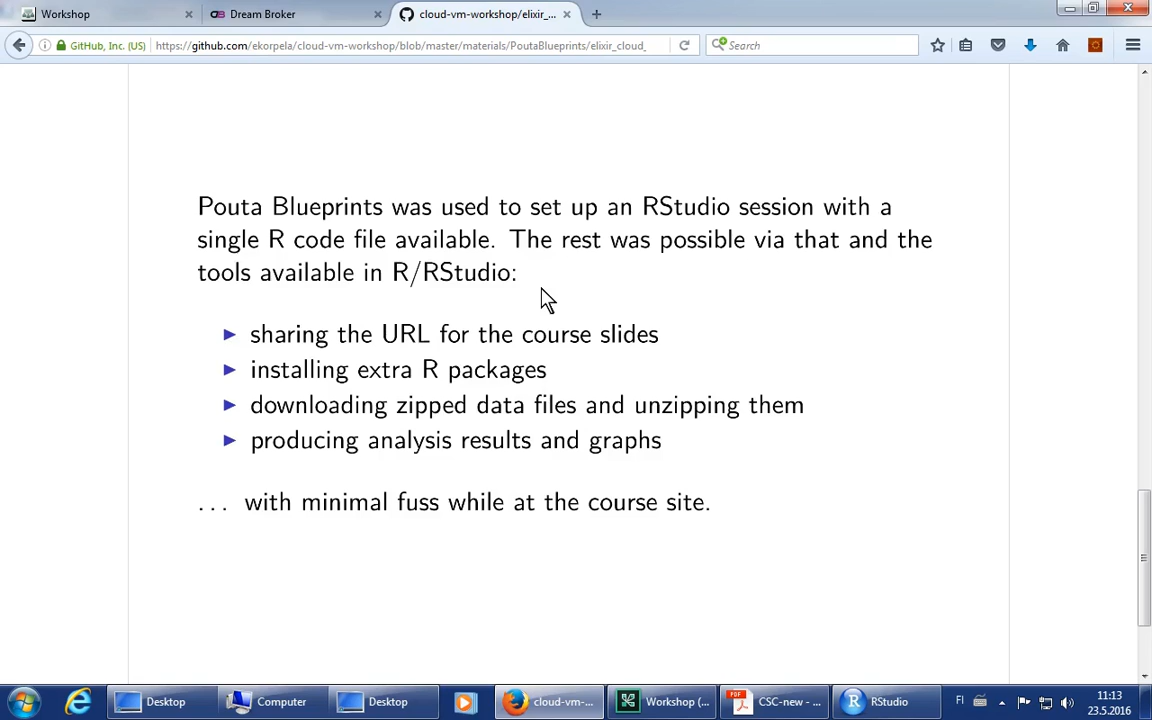 Workshop
Dream Broker
cloud-vm-workshop/elixir_...
GitHub, Inc. (US)
https://github.com/ekorpela/cloud-vm-workshop/blob/master/materials/PoutaBlueprints/elixir_cloud_
Search
Pouta Blueprints was used to set up an RStudio session with a
single R code file available. The rest was possible via that and the
tools available in R/RStudio:
sharing the URL for the course slides
installing extra R packages
downloading zipped data files and unzipping them
producing analysis results and graphs
... with minimal fuss while at the course site.
Desktop
Computer
Desktop
cloud-vm-...
Workshop (...
PDF
CSC-new - ...
R
RStudio
FI
11:13
23.5.2016